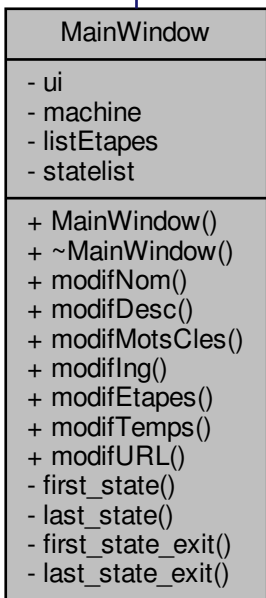 MainWindow
- ui
- machine
- listEtapes
- statelist
+ MainWindow()
+ ~MainWindow()
+ modifNom()
+ modifDesc()
+ modifMotsCles()
+ modifIng()
+ modifEtapes()
+ modifTemps()
+ modifURL()
- first_state()
- last_state()
- first_state_exit()
- last_state_exit()